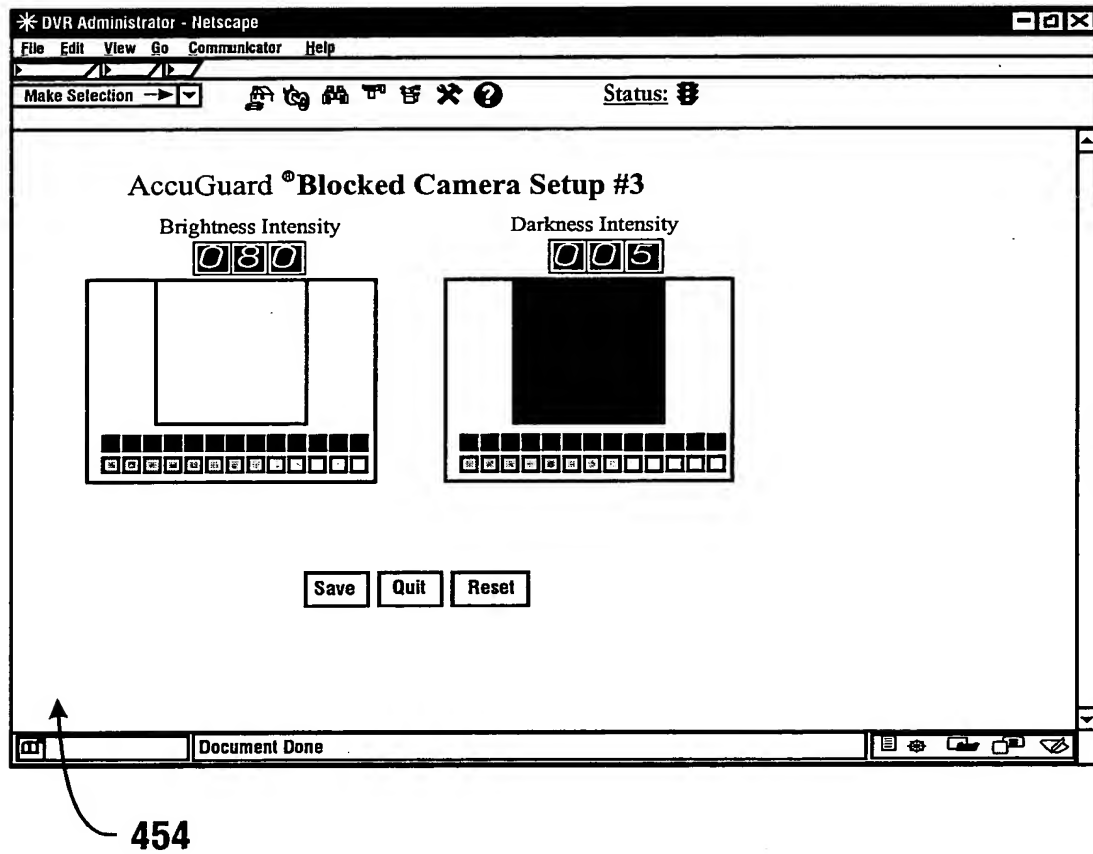 DVR Administrator - Netscape
File Edit View Go Communicator Help
Make Selection
Status:
AccuGuard ®Blocked Camera Setup #3
Brightness Intensity Darkness Intensity
080 005
Save Quit Reset
Document Done
454